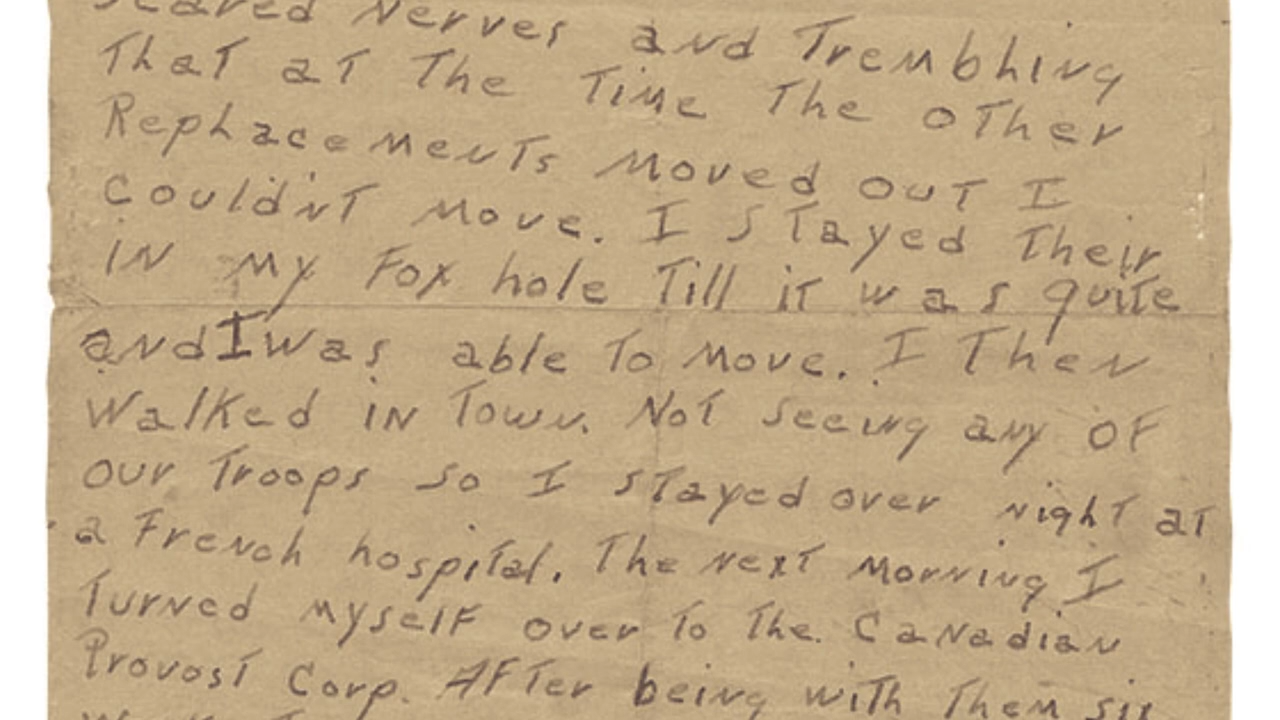 scared Nerves and Trembling
That at The Time The other
Replacements Moved out I
couldn't Move. I stayed Their
in my Fox hole Till it was quite
and I was able to Move. I Then
Walked in Town. Not seeing any of
our Troops so I stayed over night at
a French hospital. The next Morning I
Turned myself over to The Canadian
Provost Corp. After being with Them six